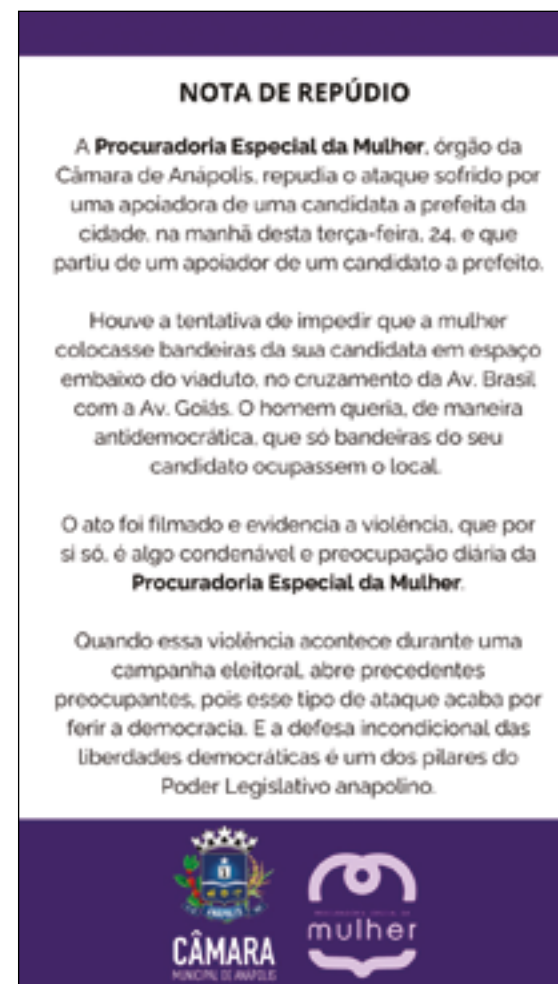 NOTA DE REPÚDIO
A Procuradoria Especial da Mulher, órgão da
Câmara de Anápolis, repudia o ataque sofrido por
uma apoiadora de uma candidata a prefeita da
cidade, na manhã desta terça-feira, 24, e que
partiu de um apoiador de um candidato a prefeito.
Houve a tentativa de impedir que a mulher
colocasse bandeiras da sua candidata em espaço
embaixo do viaduto, no cruzamento da Av. Brasil
com a Av. Goiás. O homem queria, de maneira
antidemocrática, que só bandeiras do seu
candidato ocupassem o local.
O ato foi filmado e evidencia a violência, que por
si só, é algo condenável e preocupação diária da
Procuradoria Especial da Mulher.
Quando essa violência acontece durante uma
campanha eleitoral, abre precedentes
preocupantes, pois esse tipo de ataque acaba por
ferir a democracia. E a defesa incondicional das
liberdades democráticas é um dos pilares do
Poder Legislativo anapolino.
CÂMARA
MUNICIPAL DE ANÁPOLIS
mulher